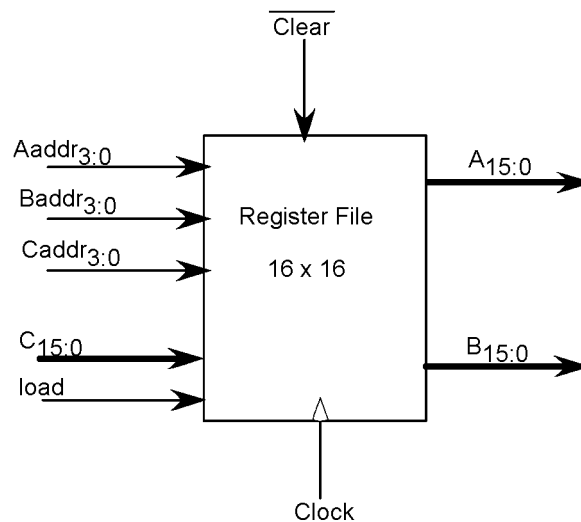 Clear
Aaddr3:0
Baddr3:0
Caddr3:0
C15:0
load
Register File
16 x 16
A15:0
B15:0
Clock